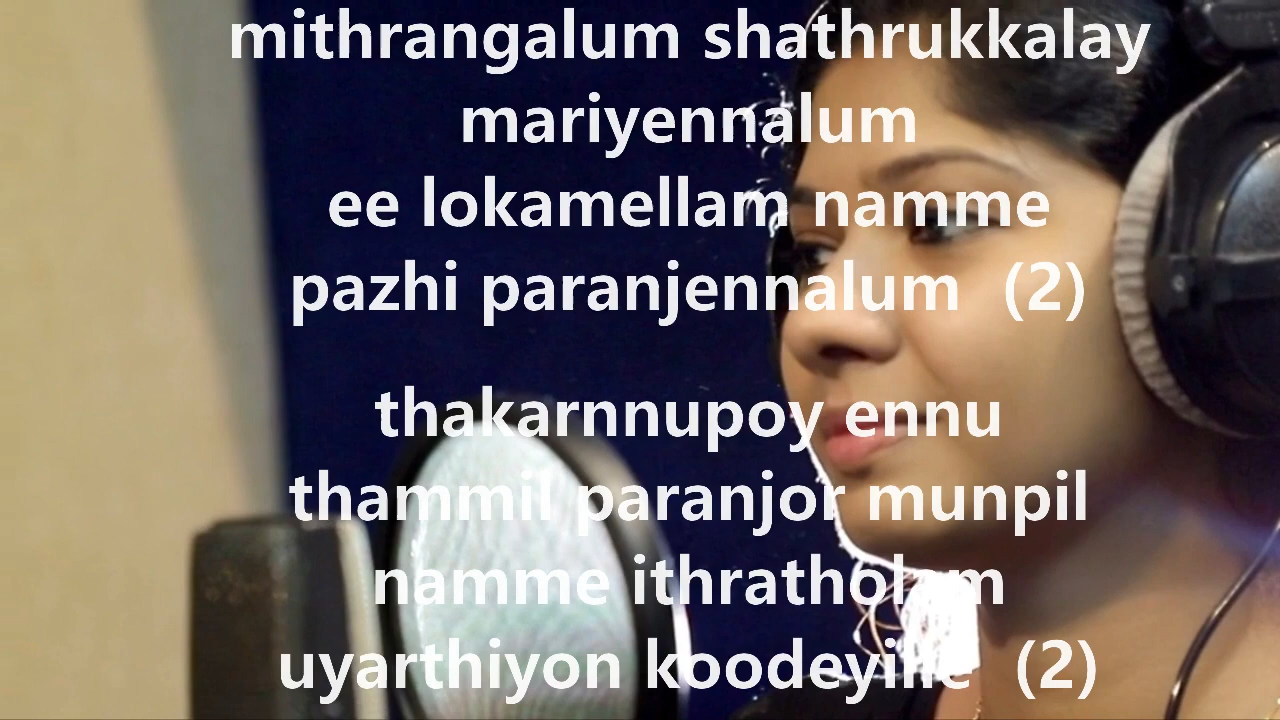 mithrangalum shathrukkalay
mariyennalum
ee lokamellam namme
pazhi paranjennalum (2)
thakarnnupoy ennu
thammil paranjor munpil
namme ithratholam
uyarthiyon koodeyille (2)